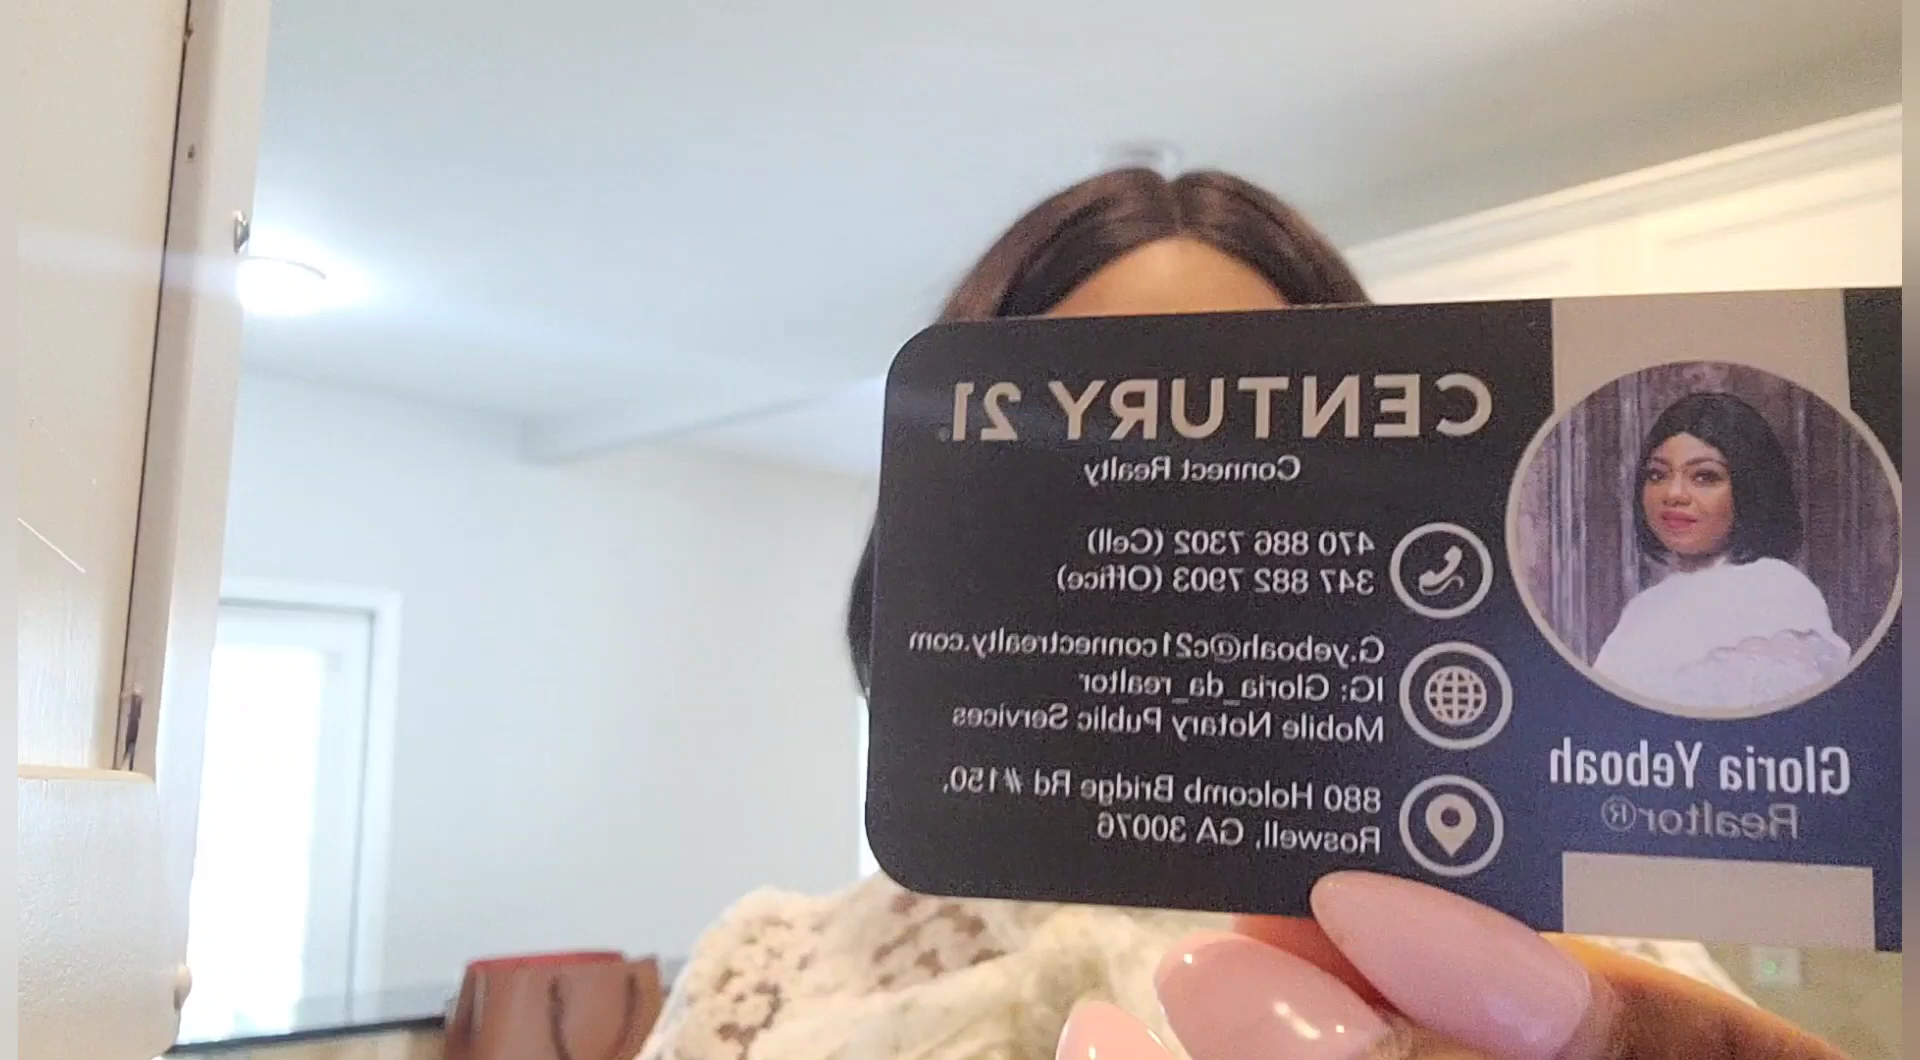 CENTURY 21®
Connect Realty
470 886 7302 (Cell)
347 882 7903 (Office)
G.yeboah@c21connectrealty.com
IG: Gloria_da_realtor
Mobile Notary Public Services
880 Holcomb Bridge Rd #150,
Roswell, GA 30076
Gloria Yeboah
Realtor®